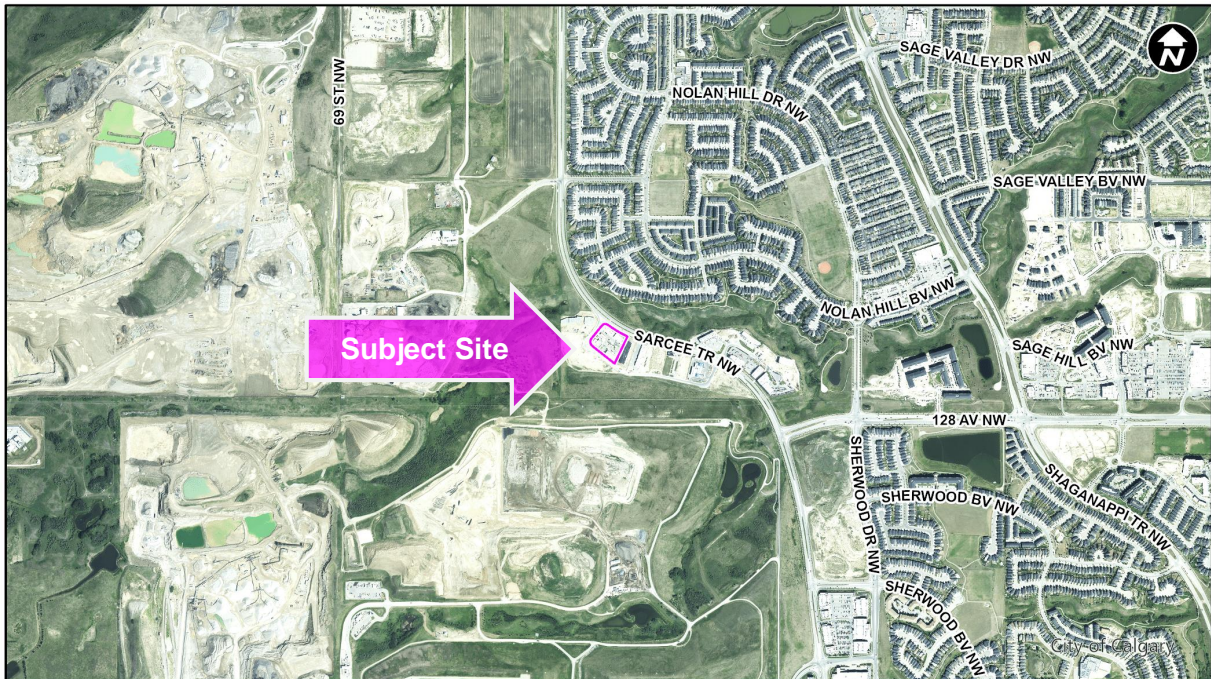 SAGE VALLEY DR NW
N
69 ST NW
NOLAN HILL DR NW
SAGE VALLEY BV NW
NOLAN HILL BV NW
Subject Site
SARCEE TR NW
SAGE HILL BV NW
128 AV NW
SHERWOOD DR NW
SHAGANAPPI TR NW
SHERWOOD BV NW
SHERWOOD BV NW
City of Calgary